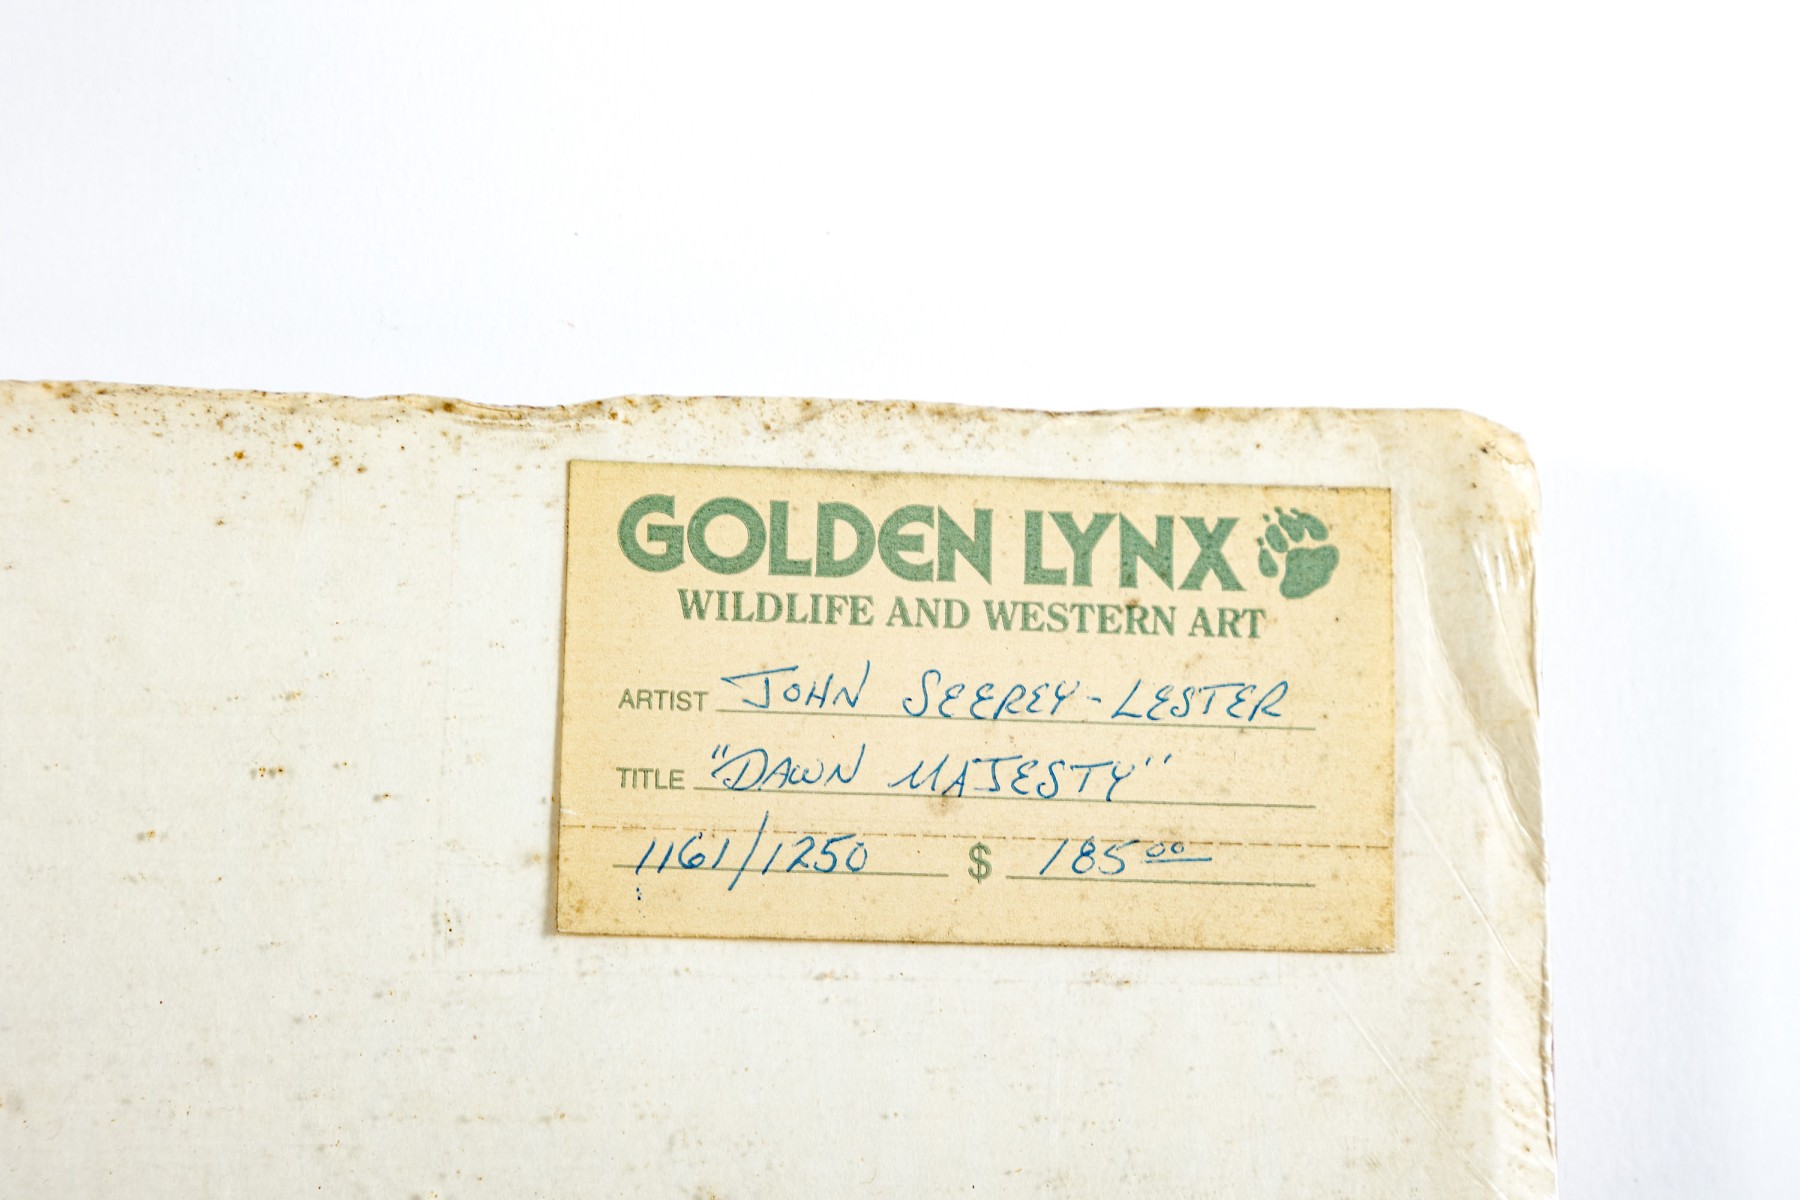 GOLDEN LYNX
WILDLIFE AND WESTERN ART
ARTIST JOHN SEEREY-LESTER
TITLE "DAWN MAJESTY"
1161/1250 $ 185.00